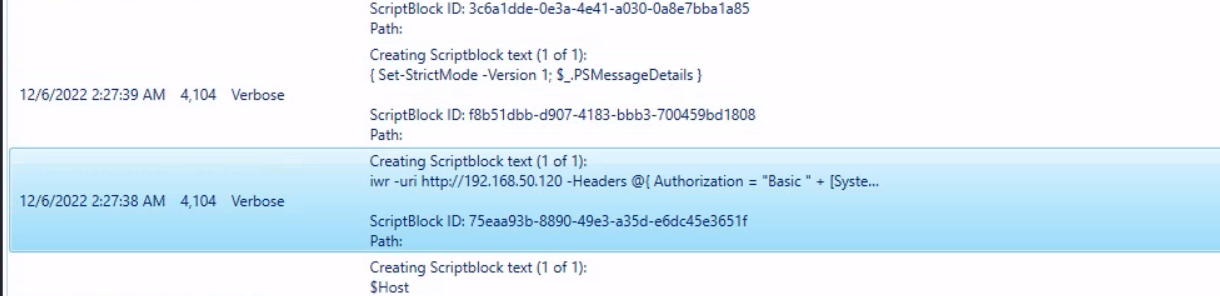 ScriptBlock ID: 3c6a1dde-0e3a-4e41-a030-0a8e7bba1a85
Path:
Creating Scriptblock text (1 of 1):
{ Set-StrictMode -Version 1; $_.PSMessageDetails }
12/6/2022 2:27:39 AM 4,104 Verbose
ScriptBlock ID: f8b51dbb-d907-4183-bbb3-700459bd1808
Path:
Creating Scriptblock text (1 of 1):
iwr -uri http://192.168.50.120 -Headers @{ Authorization = "Basic " + [Syste...
12/6/2022 2:27:38 AM 4,104 Verbose
ScriptBlock ID: 75eaa93b-8890-49e3-a35d-e6dc45e3651f
Path:
Creating Scriptblock text (1 of 1):
$Host